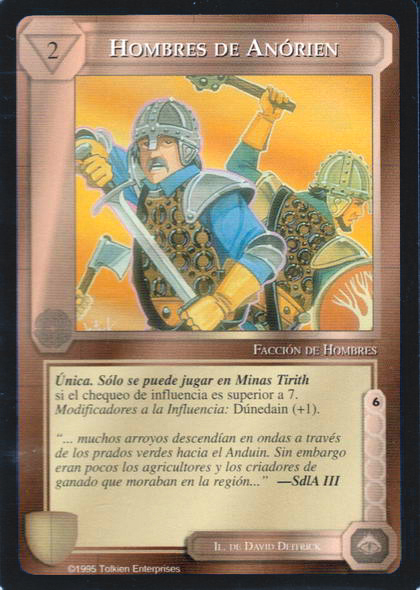 2
HOMBRES DE ANÓRIEN
FACCIÓN DE HOMBRES
Única. Sólo se puede jugar en Minas Tirith
si el chequeo de influencia es superior a 7.
Modificadores a la Influencia: Dúnedain (+1).
6
“... muchos arroyos descendían en ondas a través
de los prados verdes hacia el Anduin. Sin embargo
eran pocos los agricultores y los criadores de
ganado que moraban en la región...” —SdlA III
IL. DE DAVID DEITRICK
©1995 Tolkien Enterprises